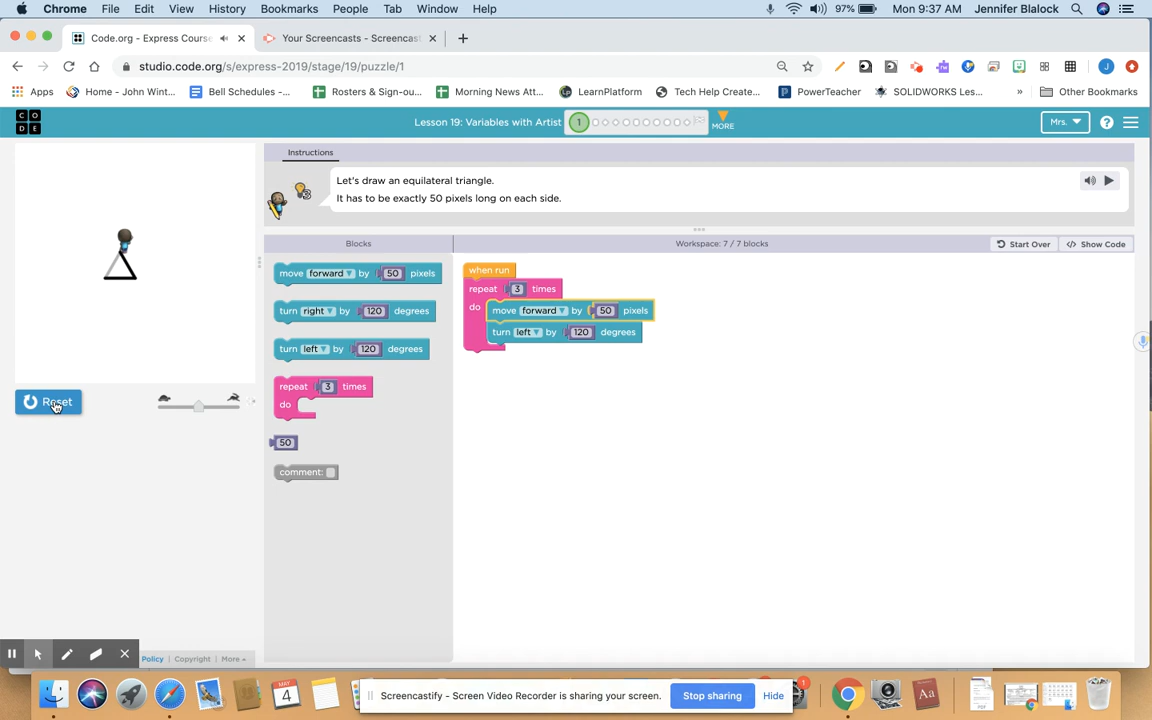 Chrome File Edit View History Bookmarks People Tab Window Help 97% Mon 9:37 AM Jennifer Blalock
Code.org - Express Course Your Screencasts - Screencast
studio.code.org/s/express-2019/stage/19/puzzle/1
Apps Home - John Wint... Bell Schedules -... Rosters & Sign-ou... Morning News Att... LearnPlatform Tech Help Create... PowerTeacher SOLIDWORKS Les... » Other Bookmarks
CODE Lesson 19: Variables with Artist 1 MORE Mrs. ?
Instructions
Let's draw an equilateral triangle.
It has to be exactly 50 pixels long on each side.
3
Blocks Workspace: 7 / 7 blocks Start Over </> Show Code
move forward by 50 pixels
turn right by 120 degrees
turn left by 120 degrees
repeat 3 times
do
50
comment:
when run
repeat 3 times
do move forward by 50 pixels
turn left by 120 degrees
Reset
Policy | Copyright | More
MAY
4
1
Screencastify - Screen Video Recorder is sharing your screen. Stop sharing Hide
Aa